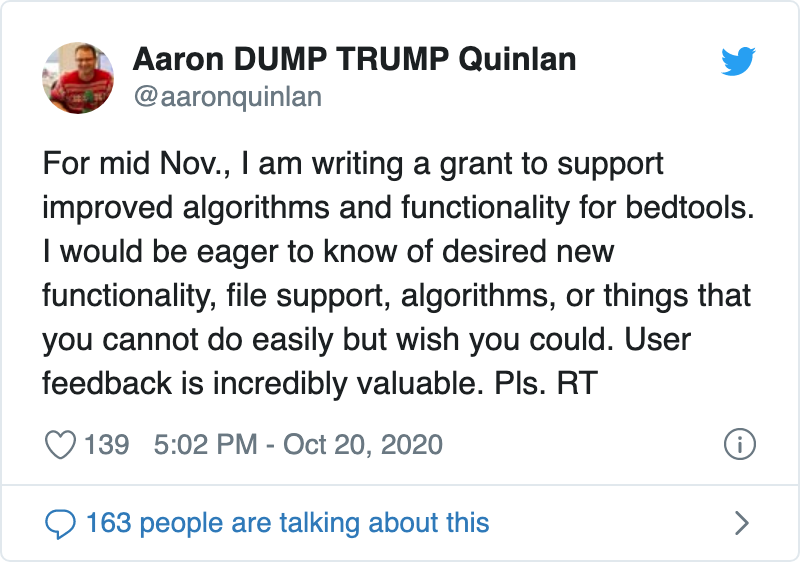 Aaron DUMP TRUMP Quinlan
@aaronquinlan
For mid Nov., I am writing a grant to support
improved algorithms and functionality for bedtools.
I would be eager to know of desired new
functionality, file support, algorithms, or things that
you cannot do easily but wish you could. User
feedback is incredibly valuable. Pls. RT
139 5:02 PM - Oct 20, 2020
163 people are talking about this